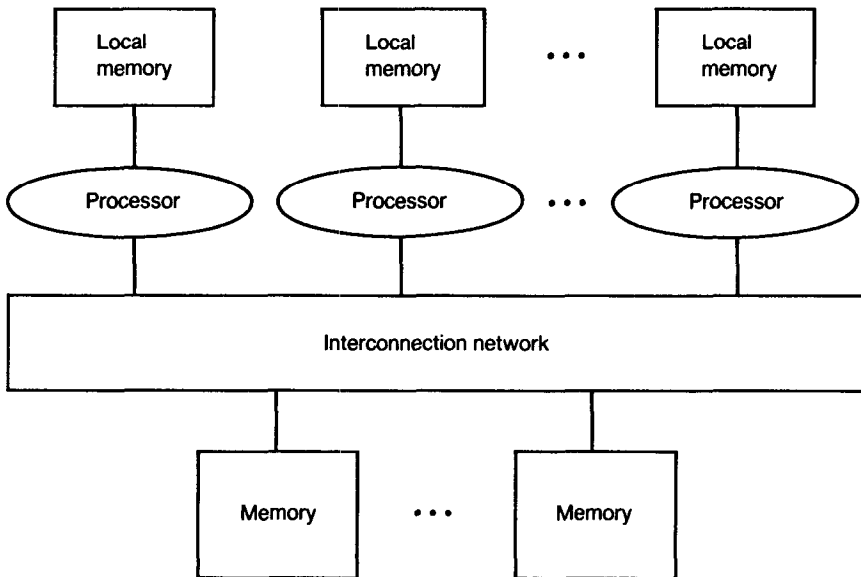 Local
memory
Local
memory
...
Local
memory
Processor
Processor
...
Processor
Interconnection network
Memory
...
Memory